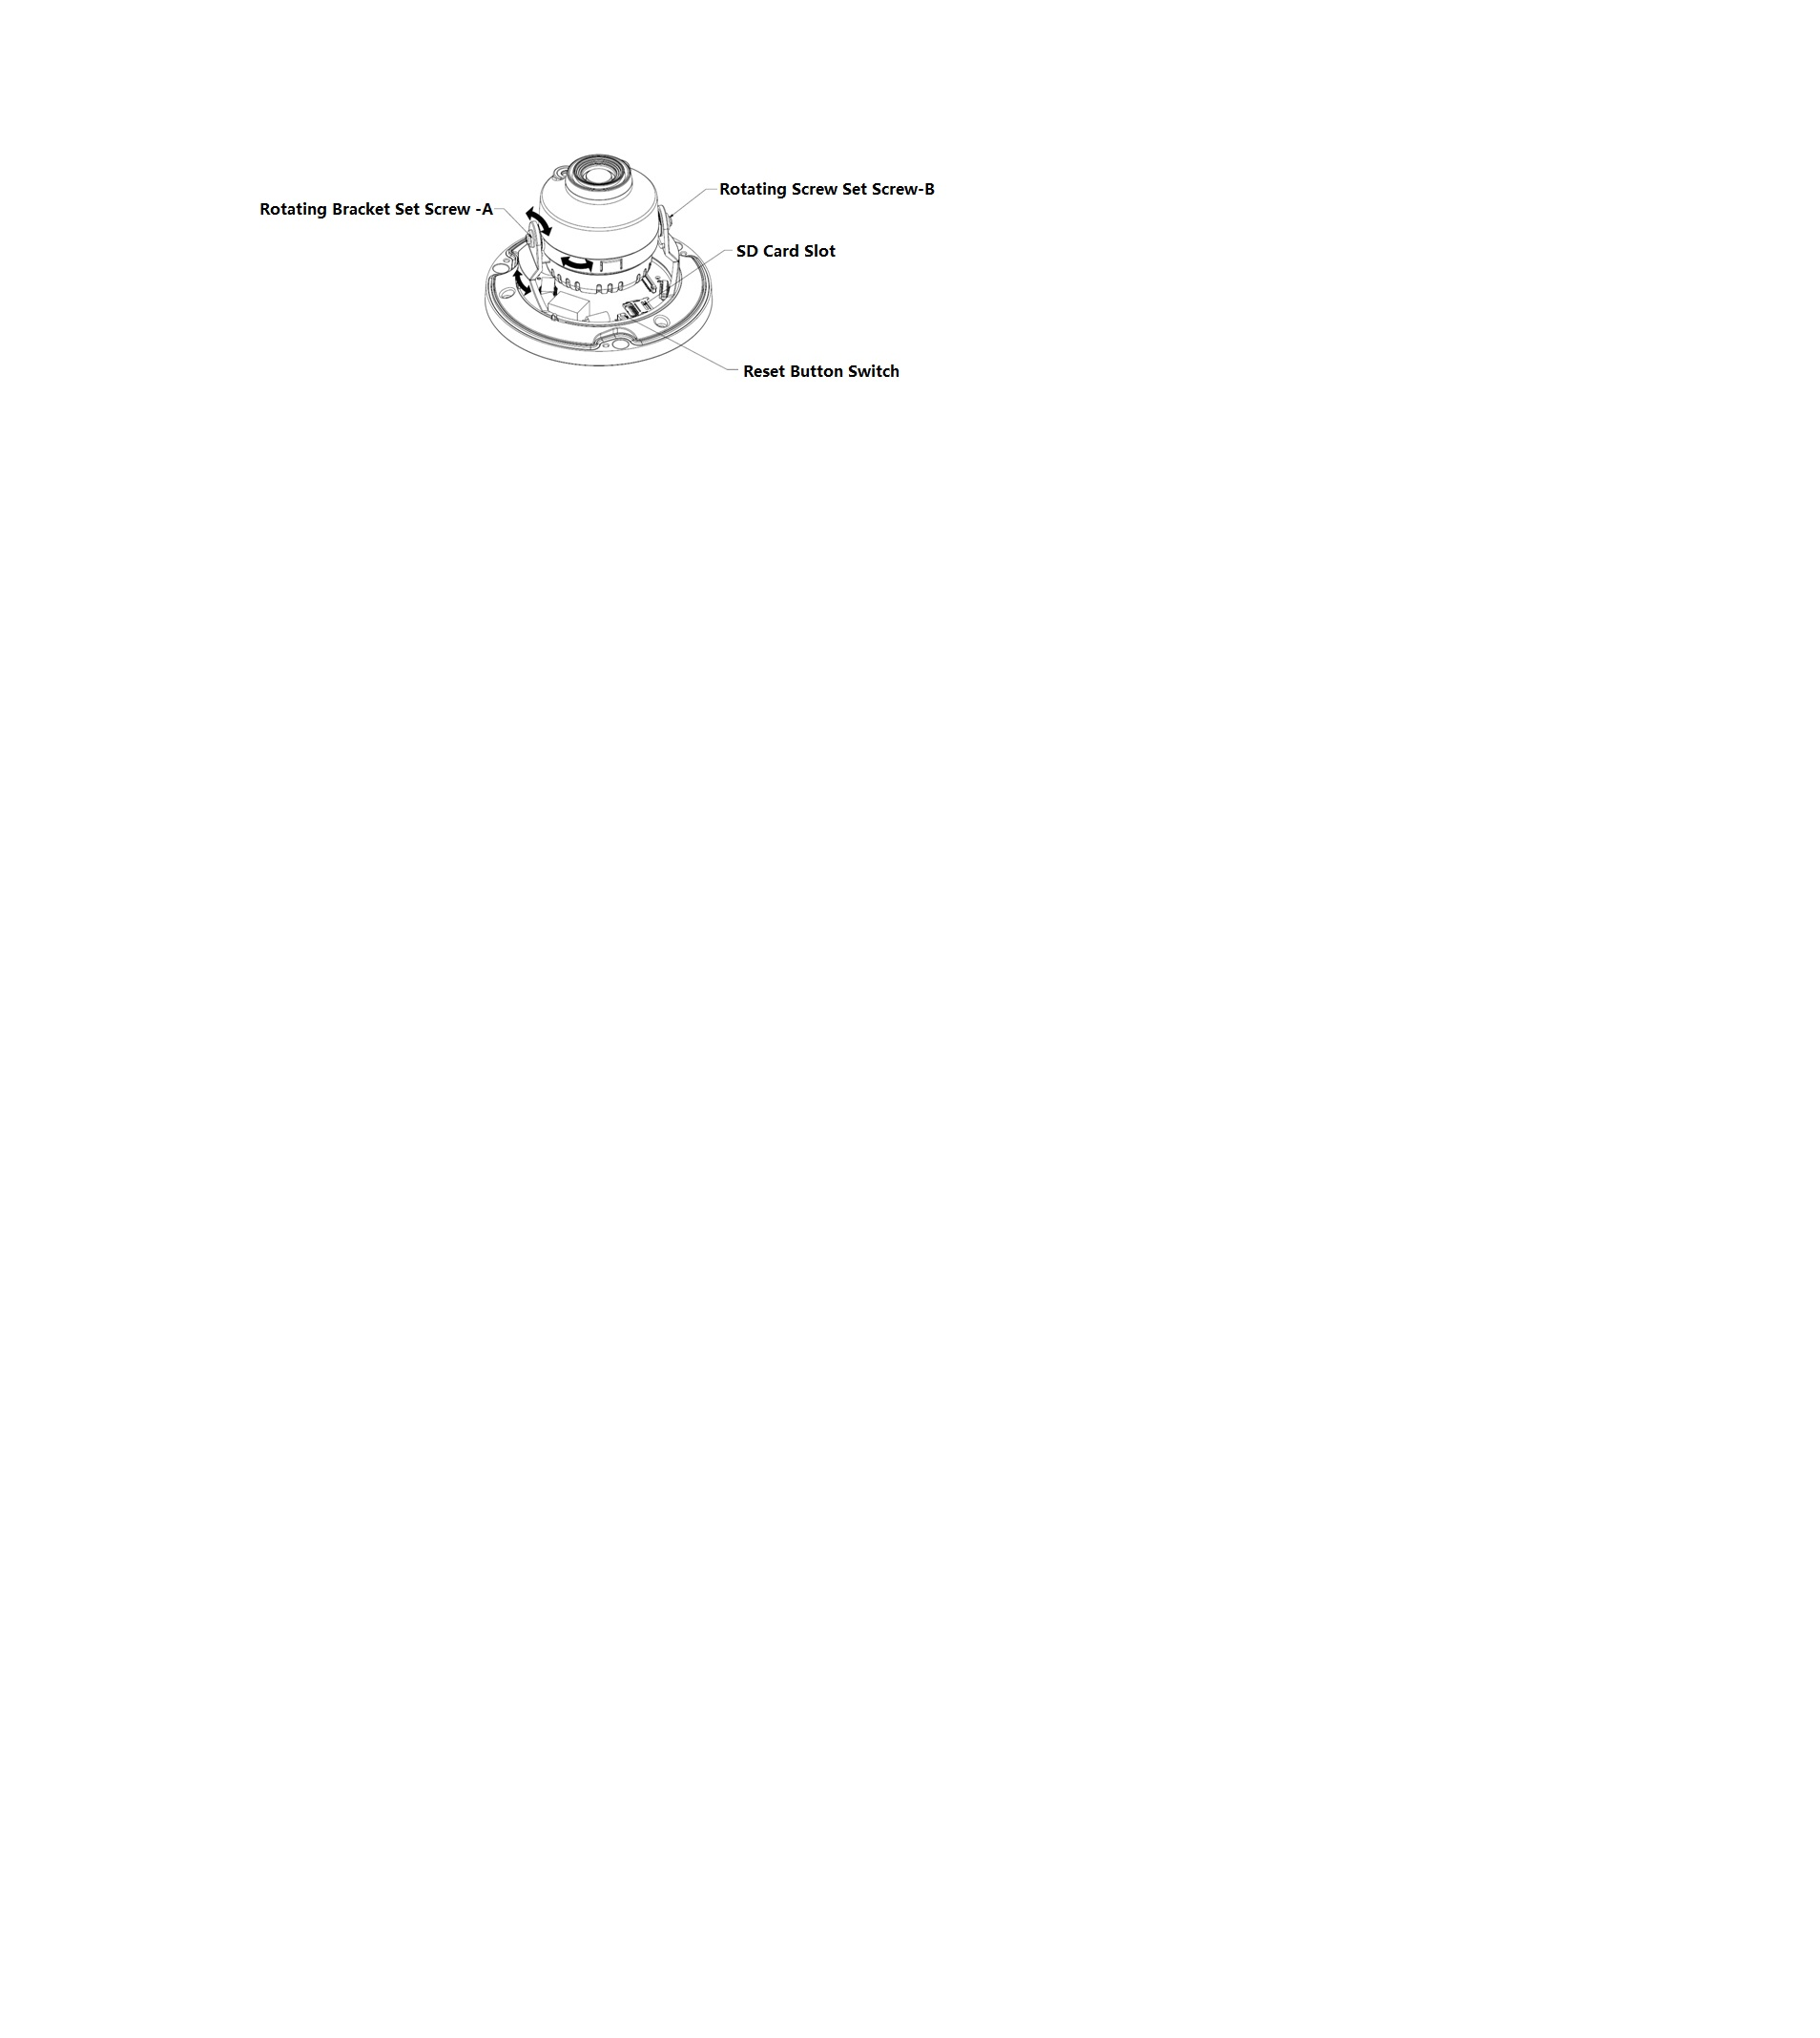 Rotating Screw Set Screw-B
Rotating Bracket Set Screw -A
SD Card Slot
Reset Button Switch